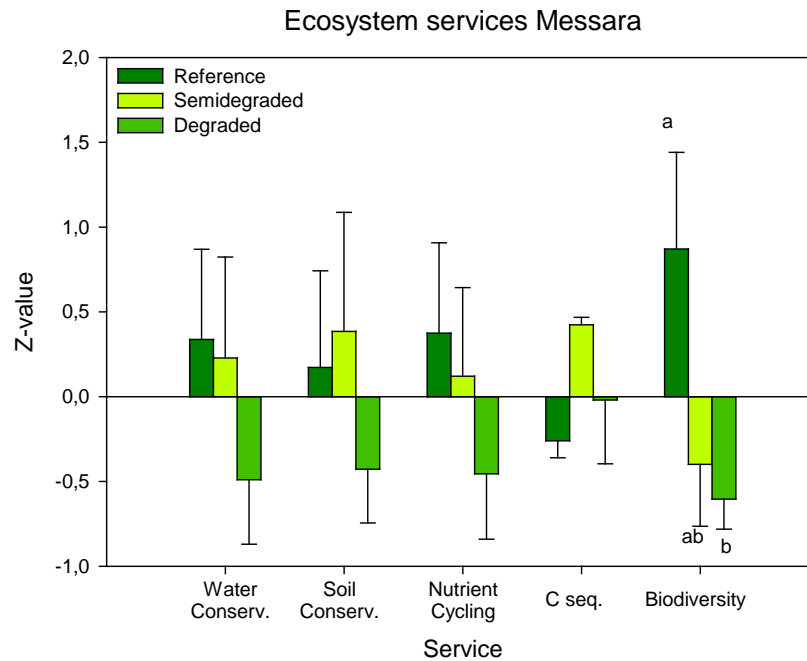 Ecosystem services Messara
2,0
Reference
Semidegraded
Degraded
1,5
a
1,0
Z-value
0,5
0,0
-0,5
ab
b
-1,0
Water
Conserv.
Soil
Conserv.
Nutrient
Cycling
C seq.
Biodiversity
Service